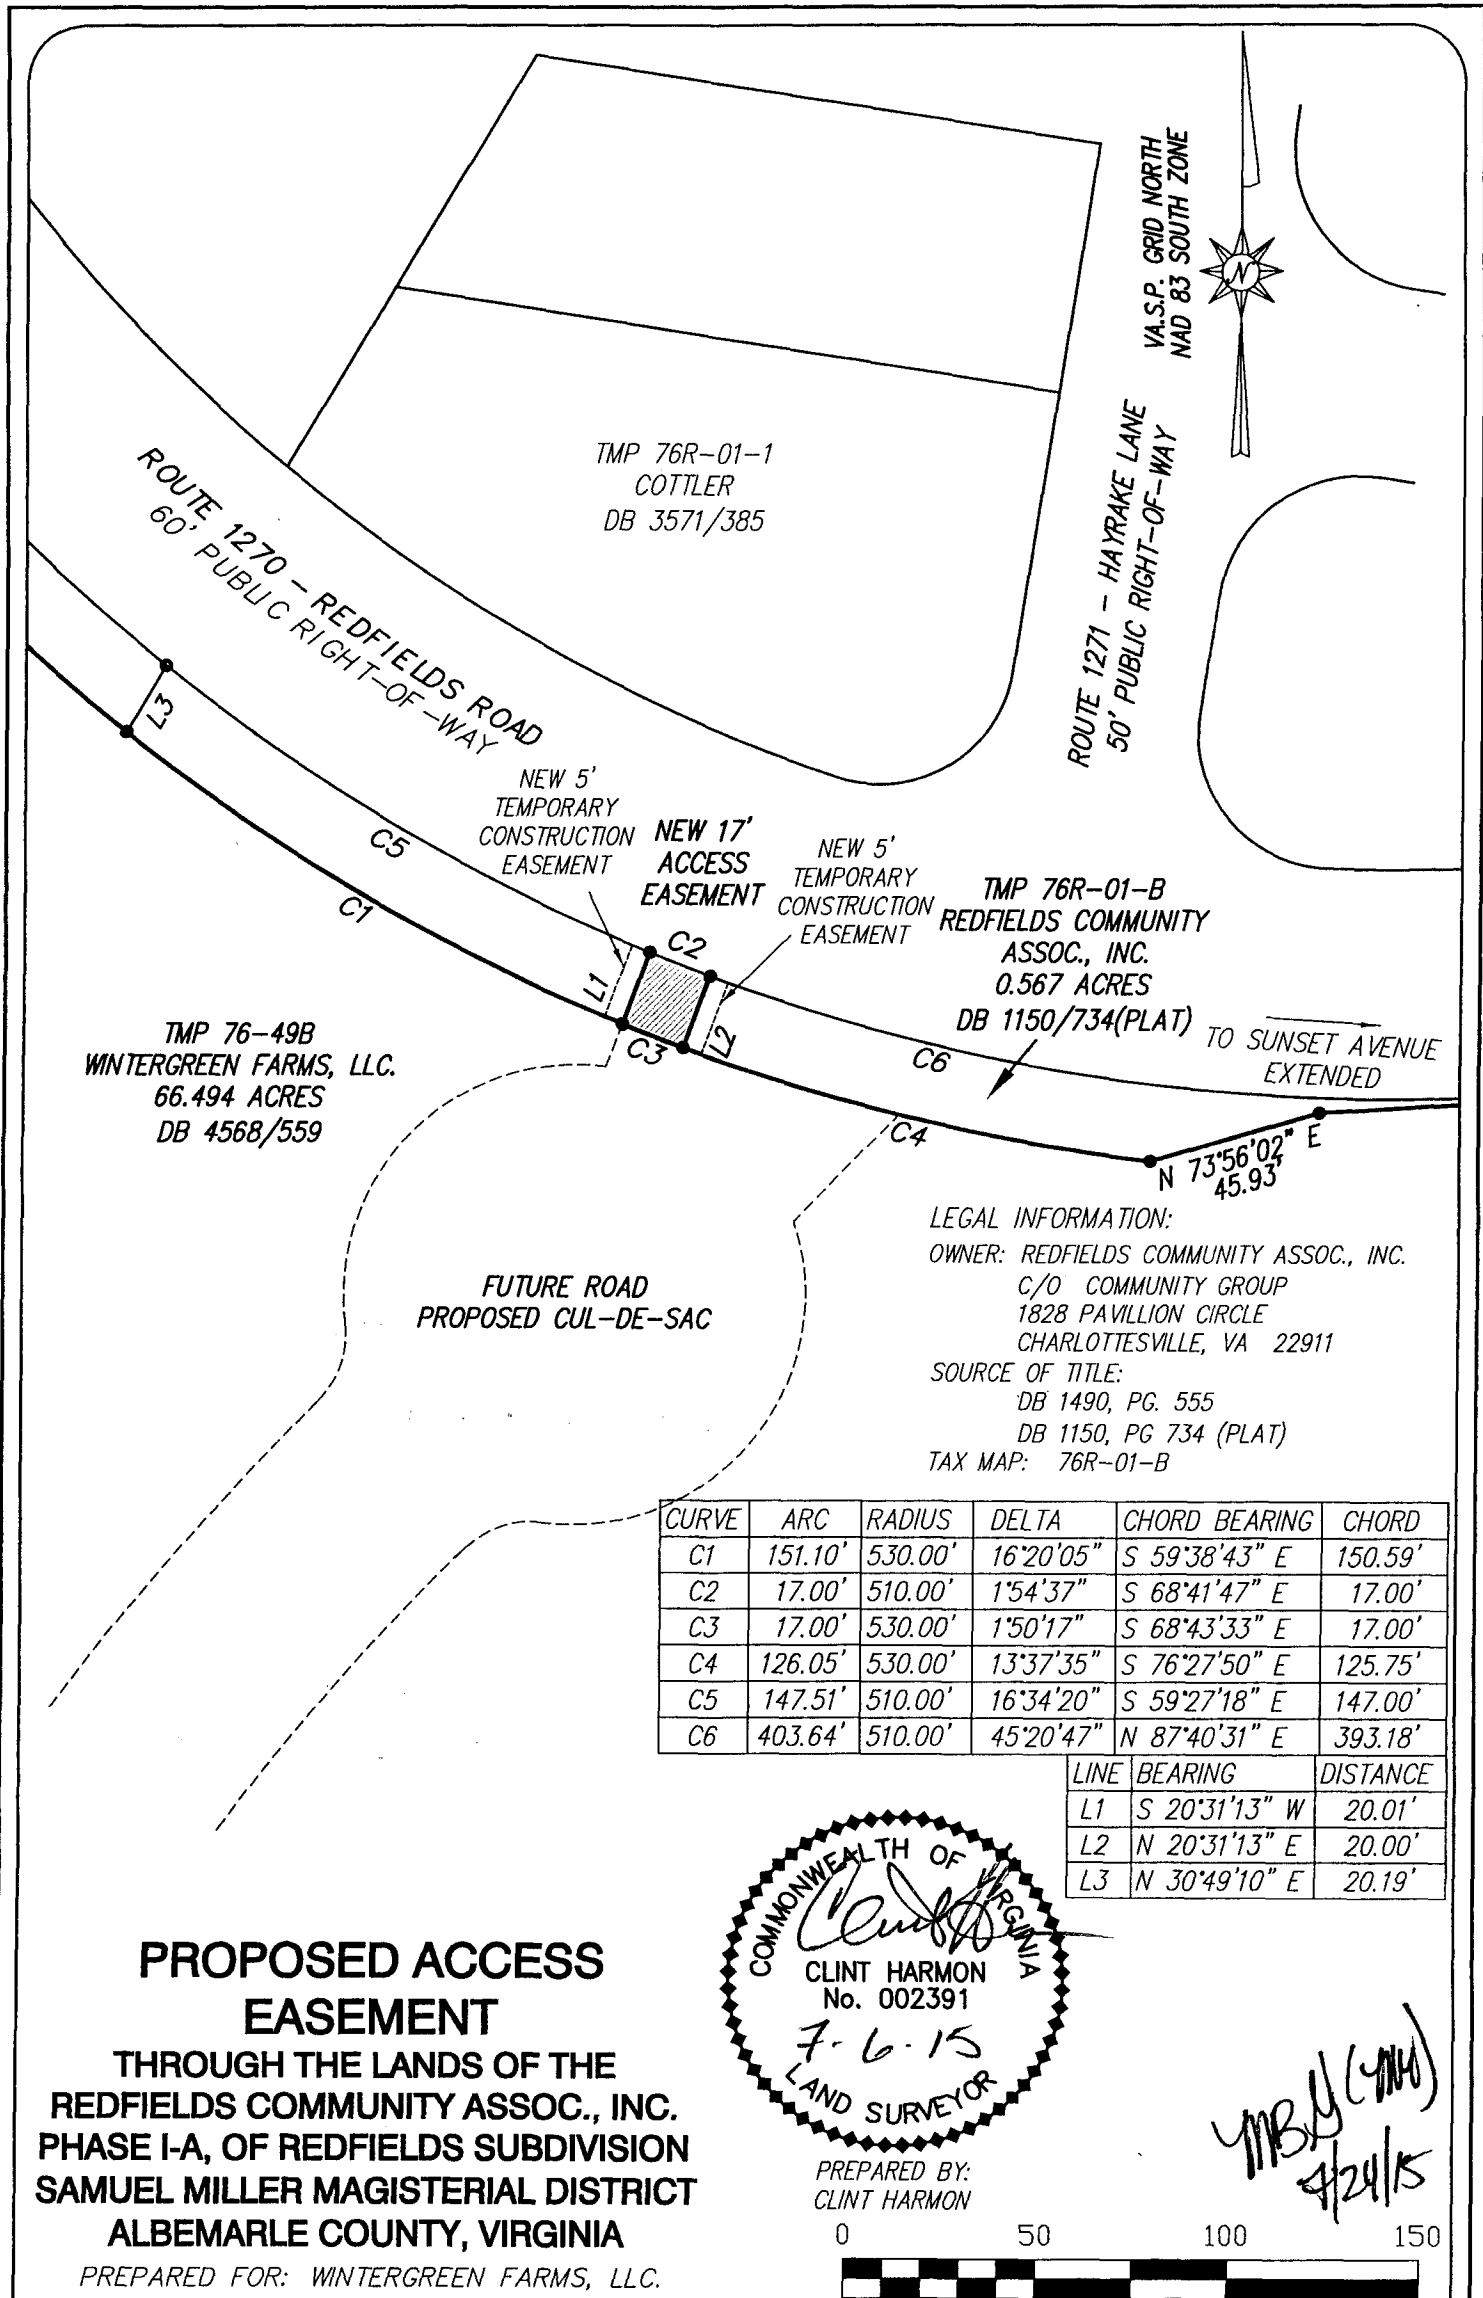 VA.S.P. GRID NORTH
NAD 83 SOUTH ZONE
N
TMP 76R-01-1
COTTLER
DB 3571/385
ROUTE 1270 - REDFIELDS ROAD
60' PUBLIC RIGHT-OF-WAY
ROUTE 1271 - HAYRAKE LANE
50' PUBLIC RIGHT-OF-WAY
L3
C5
C1
NEW 5'
TEMPORARY
CONSTRUCTION
EASEMENT
NEW 17'
ACCESS
EASEMENT
NEW 5'
TEMPORARY
CONSTRUCTION
EASEMENT
TMP 76R-01-B
REDFIELDS COMMUNITY
ASSOC., INC.
0.567 ACRES
DB 1150/734(PLAT)
C2
L1
L2
C3
C6
C4
TO SUNSET AVENUE
EXTENDED
TMP 76-49B
WINTERGREEN FARMS, LLC.
66.494 ACRES
DB 4568/559
N 73°56'02" E
45.93'
FUTURE ROAD
PROPOSED CUL-DE-SAC
LEGAL INFORMATION:
OWNER: REDFIELDS COMMUNITY ASSOC., INC.
C/O COMMUNITY GROUP
1828 PAVILLION CIRCLE
CHARLOTTESVILLE, VA 22911
SOURCE OF TITLE:
DB 1490, PG. 555
DB 1150, PG 734 (PLAT)
TAX MAP: 76R-01-B
CURVE ARC RADIUS DELTA CHORD BEARING CHORD
C1 151.10' 530.00' 16°20'05" S 59°38'43" E 150.59'
C2 17.00' 510.00' 1°54'37" S 68°41'47" E 17.00'
C3 17.00' 530.00' 1°50'17" S 68°43'33" E 17.00'
C4 126.05' 530.00' 13°37'35" S 76°27'50" E 125.75'
C5 147.51' 510.00' 16°34'20" S 59°27'18" E 147.00'
C6 403.64' 510.00' 45°20'47" N 87°40'31" E 393.18'
LINE BEARING DISTANCE
L1 S 20°31'13" W 20.01'
L2 N 20°31'13" E 20.00'
L3 N 30°49'10" E 20.19'
COMMONWEALTH OF VIRGINIA
CLINT HARMON
No. 002391
7-6-15
LAND SURVEYOR
PREPARED BY:
CLINT HARMON
PROPOSED ACCESS
EASEMENT
THROUGH THE LANDS OF THE
REDFIELDS COMMUNITY ASSOC., INC.
PHASE I-A, OF REDFIELDS SUBDIVISION
SAMUEL MILLER MAGISTERIAL DISTRICT
ALBEMARLE COUNTY, VIRGINIA
PREPARED FOR: WINTERGREEN FARMS, LLC.
0 50 100 150